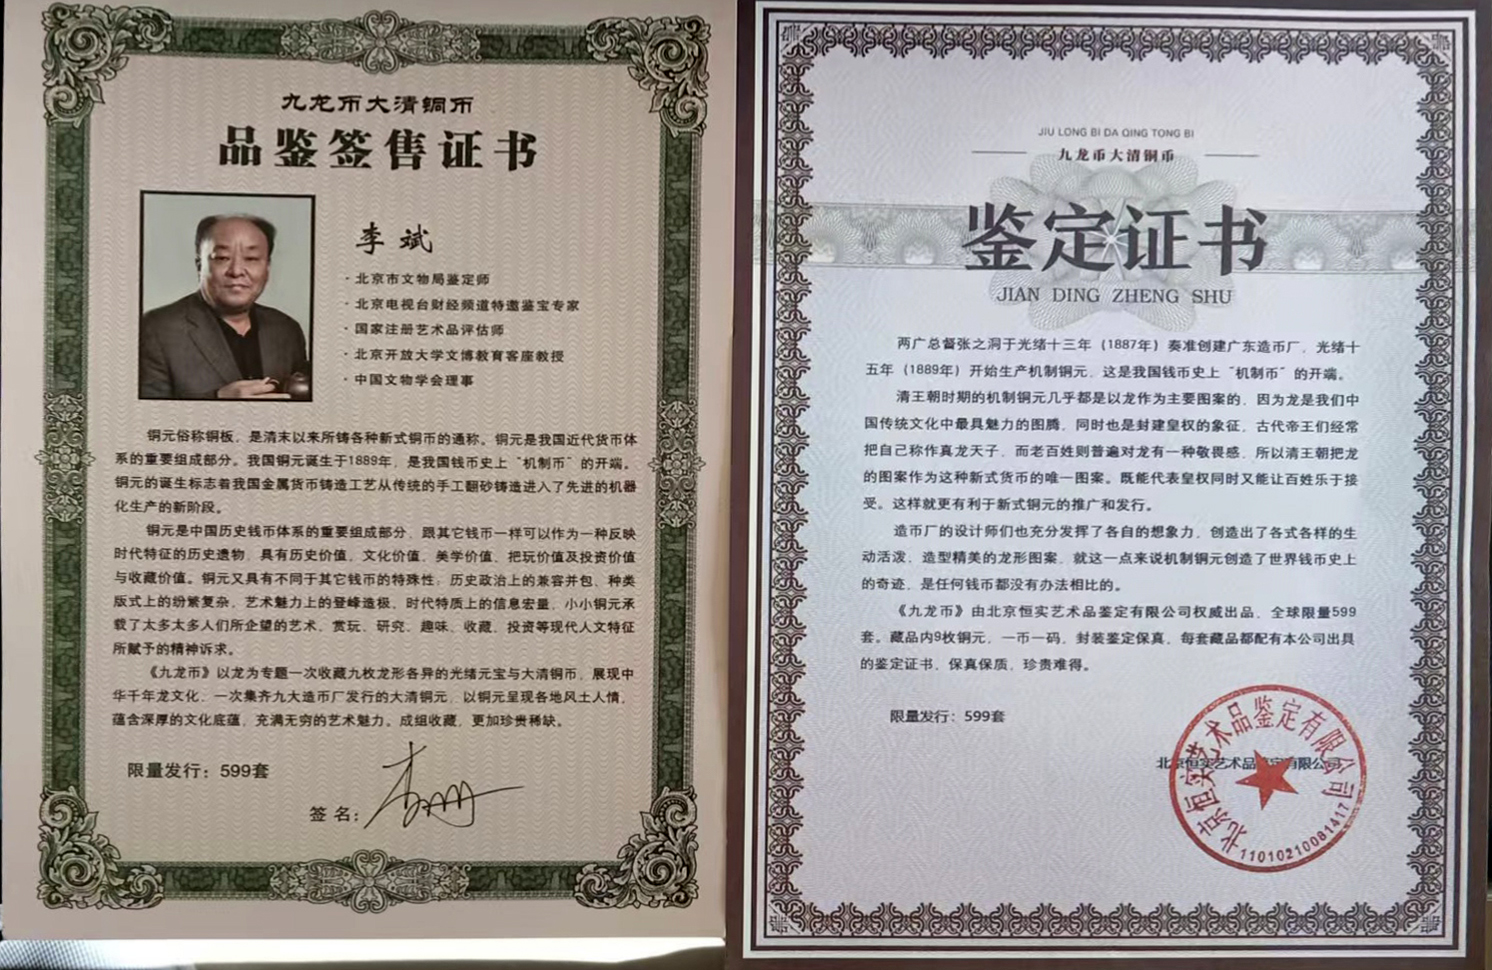 九龙币大清铜币
品鉴签售证书
李斌
·北京市文物局鉴定师
·北京电视台财经频道特邀鉴宝专家
·国家注册艺术品评估师
·北京开放大学文博教育客座教授
·中国文物学会理事
铜元俗称铜板，是清末以来所铸各种新式铜币的通称。铜元是我国近代货币体
系的重要组成部分。我国铜元诞生于1889年，是我国钱币史上“机制币”的开端。
铜元的诞生标志着我国金属货币铸造工艺从传统的手工翻砂铸造进入了先进的机器
化生产的新阶段。
铜元是中国历史钱币体系的重要组成部分，跟其它钱币一样可以作为一种反映
时代特征的历史遗物，具有历史价值、文化价值、美学价值、把玩价值及投资价值
与收藏价值。铜元又具有不同于其它钱币的特殊性：历史政治上的兼容并包、种类
版式上的纷繁复杂、艺术魅力上的登峰造极、时代特质上的信息宏量，小小铜元承
载了太多太多人们所企望的艺术、赏玩、研究、趣味、收藏、投资等现代人文特征
所赋予的精神诉求。
《九龙币》以龙为专题一次收藏九枚龙形各异的光绪元宝与大清铜币，展现中
华千年龙文化，一次集齐九大造币厂发行的大清铜元，以铜元呈现各地风土人情，
蕴含深厚的文化底蕴，充满无穷的艺术魅力。成组收藏，更加珍贵稀缺。
限量发行：599套
签 名：
JIU LONG BI DA QING TONG BI
九龙币大清铜币
鉴定证书
JIAN DING ZHENG SHU
两广总督张之洞于光绪十三年（1887年）奏准创建广东造币厂，光绪十
五年（1889年）开始生产机制铜元，这是我国钱币史上“机制币”的开端。
清王朝时期的机制铜元几乎都是以龙作为主要图案的，因为龙是我们中
国传统文化中最具魅力的图腾，同时也是封建皇权的象征，古代帝王们经常
把自己称作真龙天子，而老百姓则普遍对龙有一种敬畏感，所以清王朝把龙
的图案作为这种新式货币的唯一图案。既能代表皇权同时又能让百姓乐于接
受。这样就更有利于新式铜元的推广和发行。
造币厂的设计师们也充分发挥了各自的想象力，创造出了各式各样的生
动活泼、造型精美的龙形图案，就这一点来说机制铜元创造了世界钱币史上
的奇迹，是任何钱币都没有办法相比的。
《九龙币》由北京恒实艺术品鉴定有限公司权威出品，全球限量599
套。藏品内9枚铜元，一币一码，封装鉴定保真，每套藏品都配有本公司出具
的鉴定证书，保真保质，珍贵难得。
限量发行：599套
北京恒实艺术品鉴定有限公司
北京恒实艺术品鉴定有限公司
1101021008141７